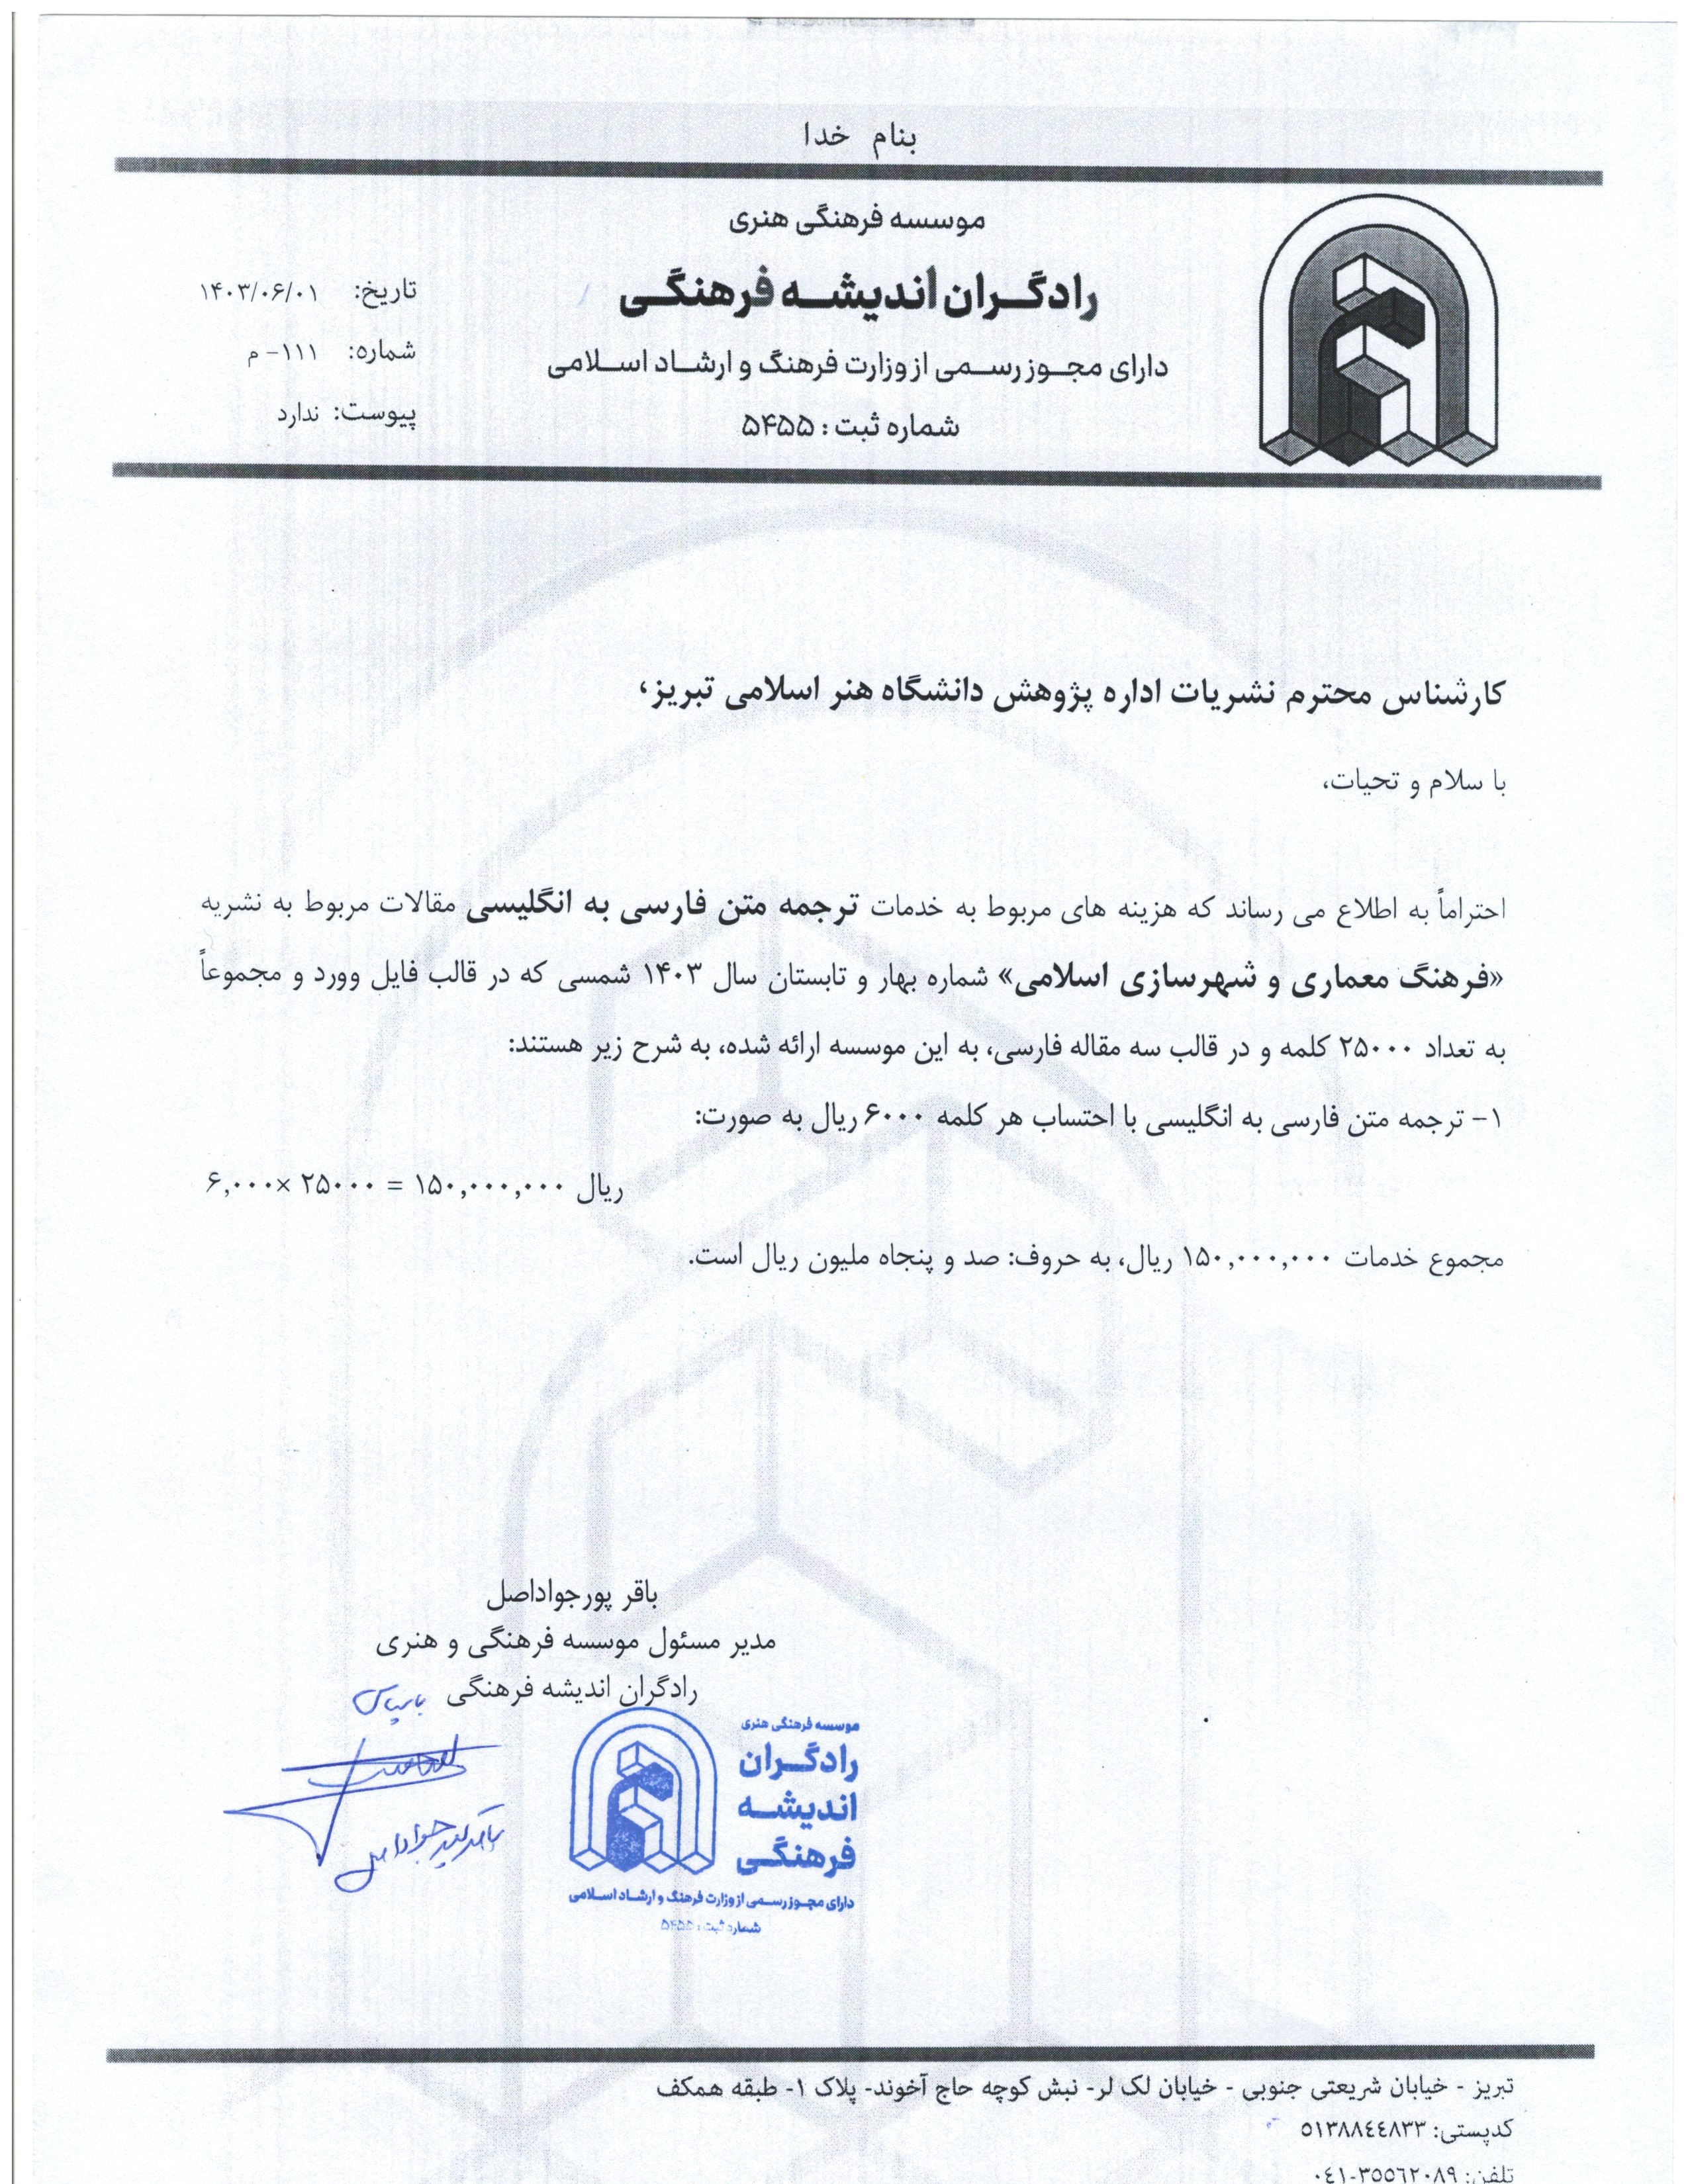 بنام خدا
موسسه فرهنگی هنری
رادگران اندیشه فرهنگی
دارای مجوز رسمی از وزارت فرهنگ و ارشاد اسلامی
شماره ثبت : ۵۴۵۵
تاریخ: ۱۴۰۳/۰۶/۰۱
شماره: ۱۱۱- م
پیوست: ندارد
کارشناس محترم نشریات اداره پژوهش دانشگاه هنر اسلامی تبریز،
با سلام و تحیات،
احتراماً به اطلاع می رساند که هزینه های مربوط به خدمات ترجمه متن فارسی به انگلیسی مقالات مربوط به نشریه
«فرهنگ معماری و شهرسازی اسلامی» شماره بهار و تابستان سال ۱۴۰۳ شمسی که در قالب فایل وورد و مجموعاً
به تعداد ۲۵۰۰۰ کلمه و در قالب سه مقاله فارسی، به این موسسه ارائه شده، به شرح زیر هستند:
۱- ترجمه متن فارسی به انگلیسی با احتساب هر کلمه ۶۰۰۰ ریال به صورت:
ریال ۱۵۰,۰۰۰,۰۰۰ = ۲۵۰۰۰ ×۶,۰۰۰
مجموع خدمات ۱۵۰,۰۰۰,۰۰۰ ریال، به حروف: صد و پنجاه ملیون ریال است.
باقر پورجواداصل
مدیر مسئول موسسه فرهنگی و هنری
رادگران اندیشه فرهنگی
باسپاس
موسسه فرهنگی هنری
رادگران
اندیشه
فرهنگی
دارای مجوز رسمی از وزارت فرهنگ و ارشاد اسلامی
شماره ثبت : ۵۴۵۵
تبریز - خیابان شریعتی جنوبی - خیابان لک لر- نبش کوچه حاج آخوند- پلاک ۱- طبقه همکف
کدپستی: ٥١٣٨٨٤٤٨٣٣
تلفن: ٣٥٥٦٢٠٨٩-٠٤١